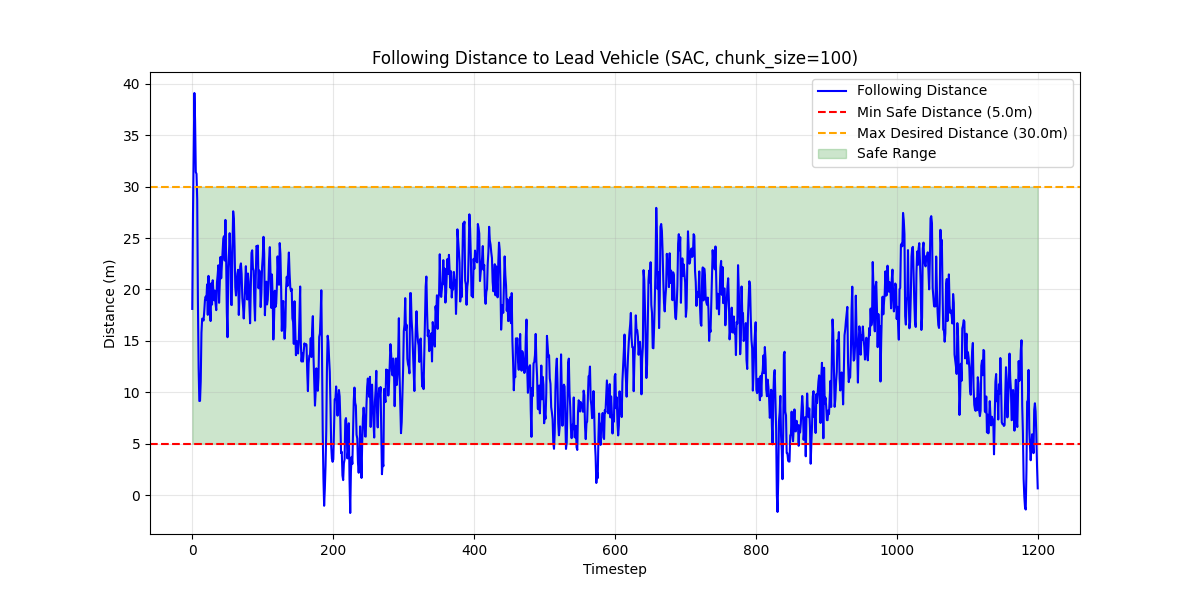 Following Distance to Lead Vehicle (SAC, chunk_size=100)
Following Distance
Min Safe Distance (5.0m)
Max Desired Distance (30.0m)
Safe Range
Distance (m)
40
35
30
25
20
15
10
5
0
0 200 400 600 800 1000 1200
Timestep